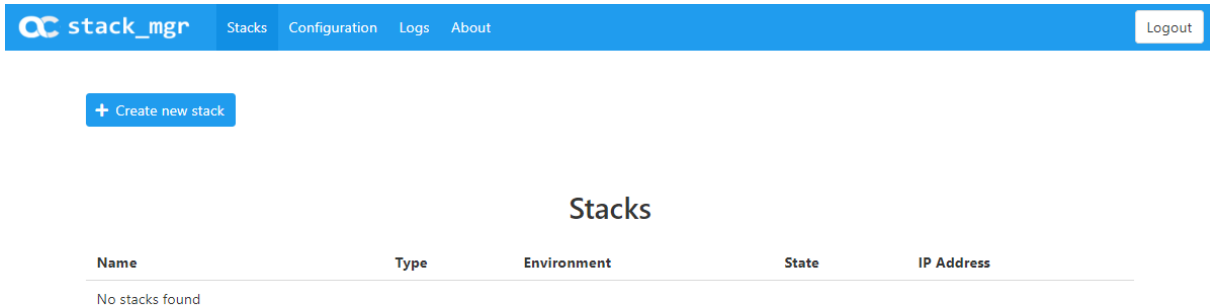 stack_mgr Stacks Configuration Logs About Logout
+ Create new stack
Stacks
Name Type Environment State IP Address
No stacks found